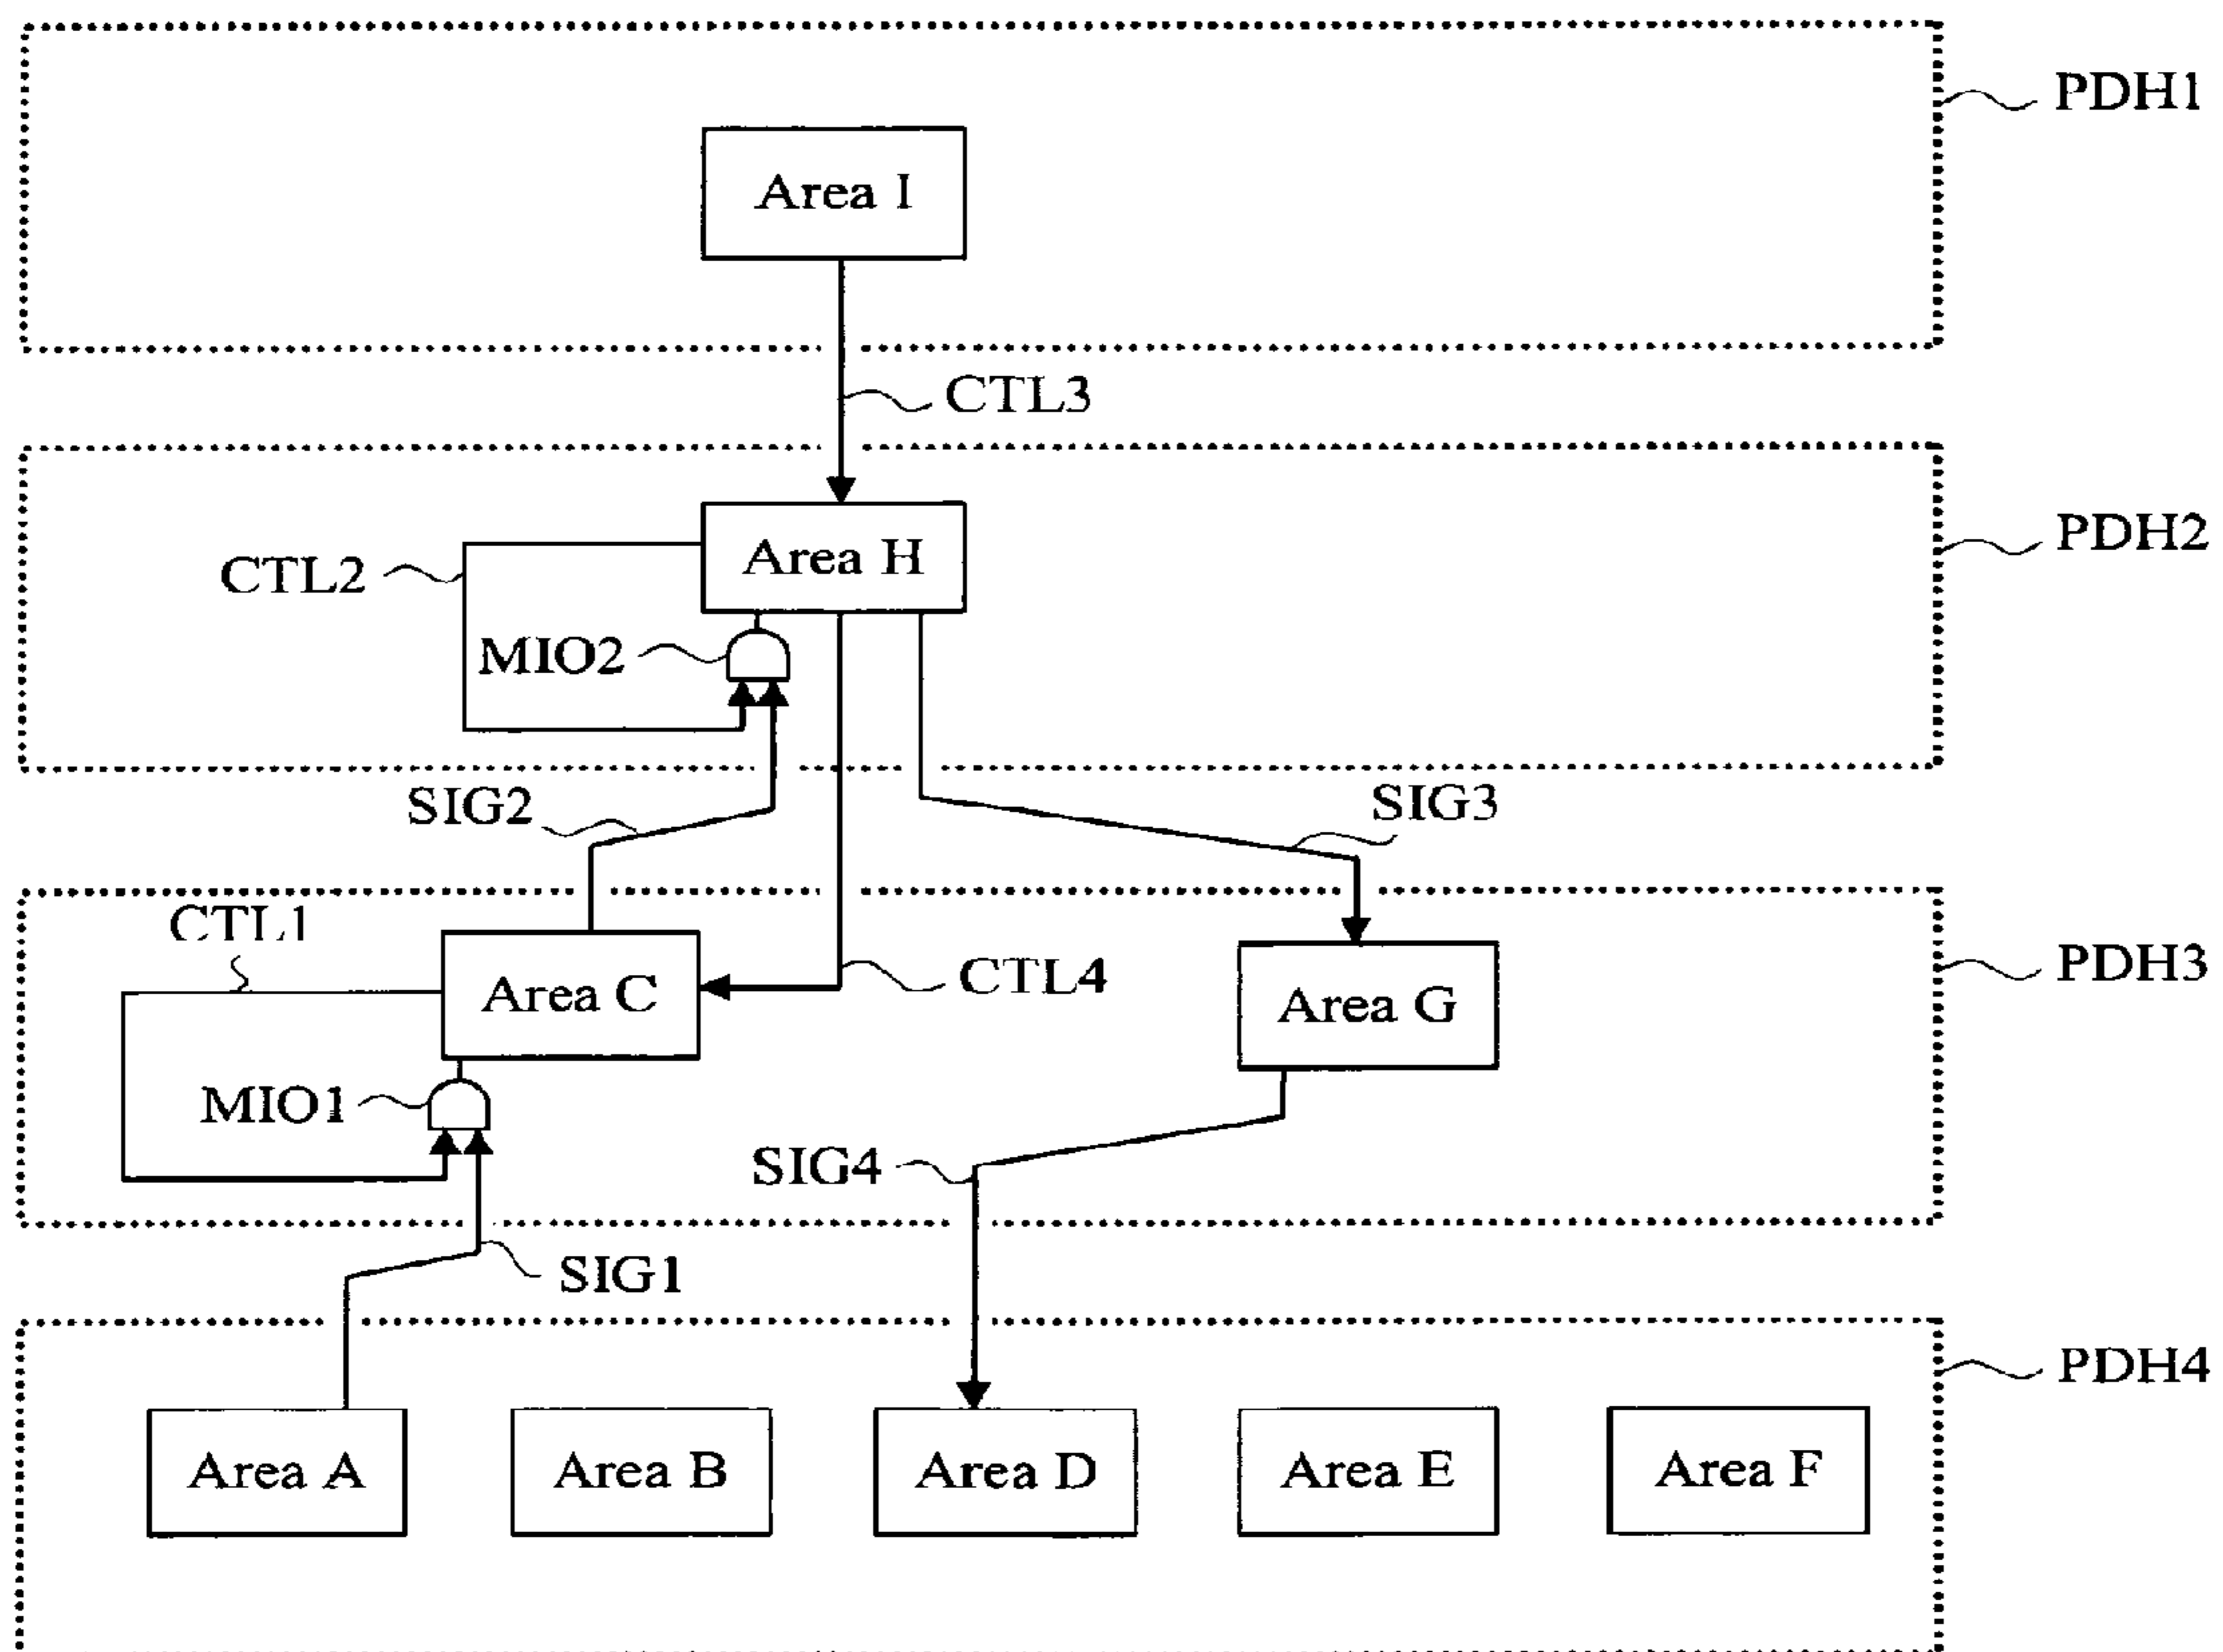 PDH1
Area I
CTL3
PDH2
Area H
CTL2
MIO2
SIG2
SIG3
CTL1
PDH3
Area C
CTL4
Area G
MIO1
SIG4
SIG1
PDH4
Area A
Area B
Area D
Area E
Area F